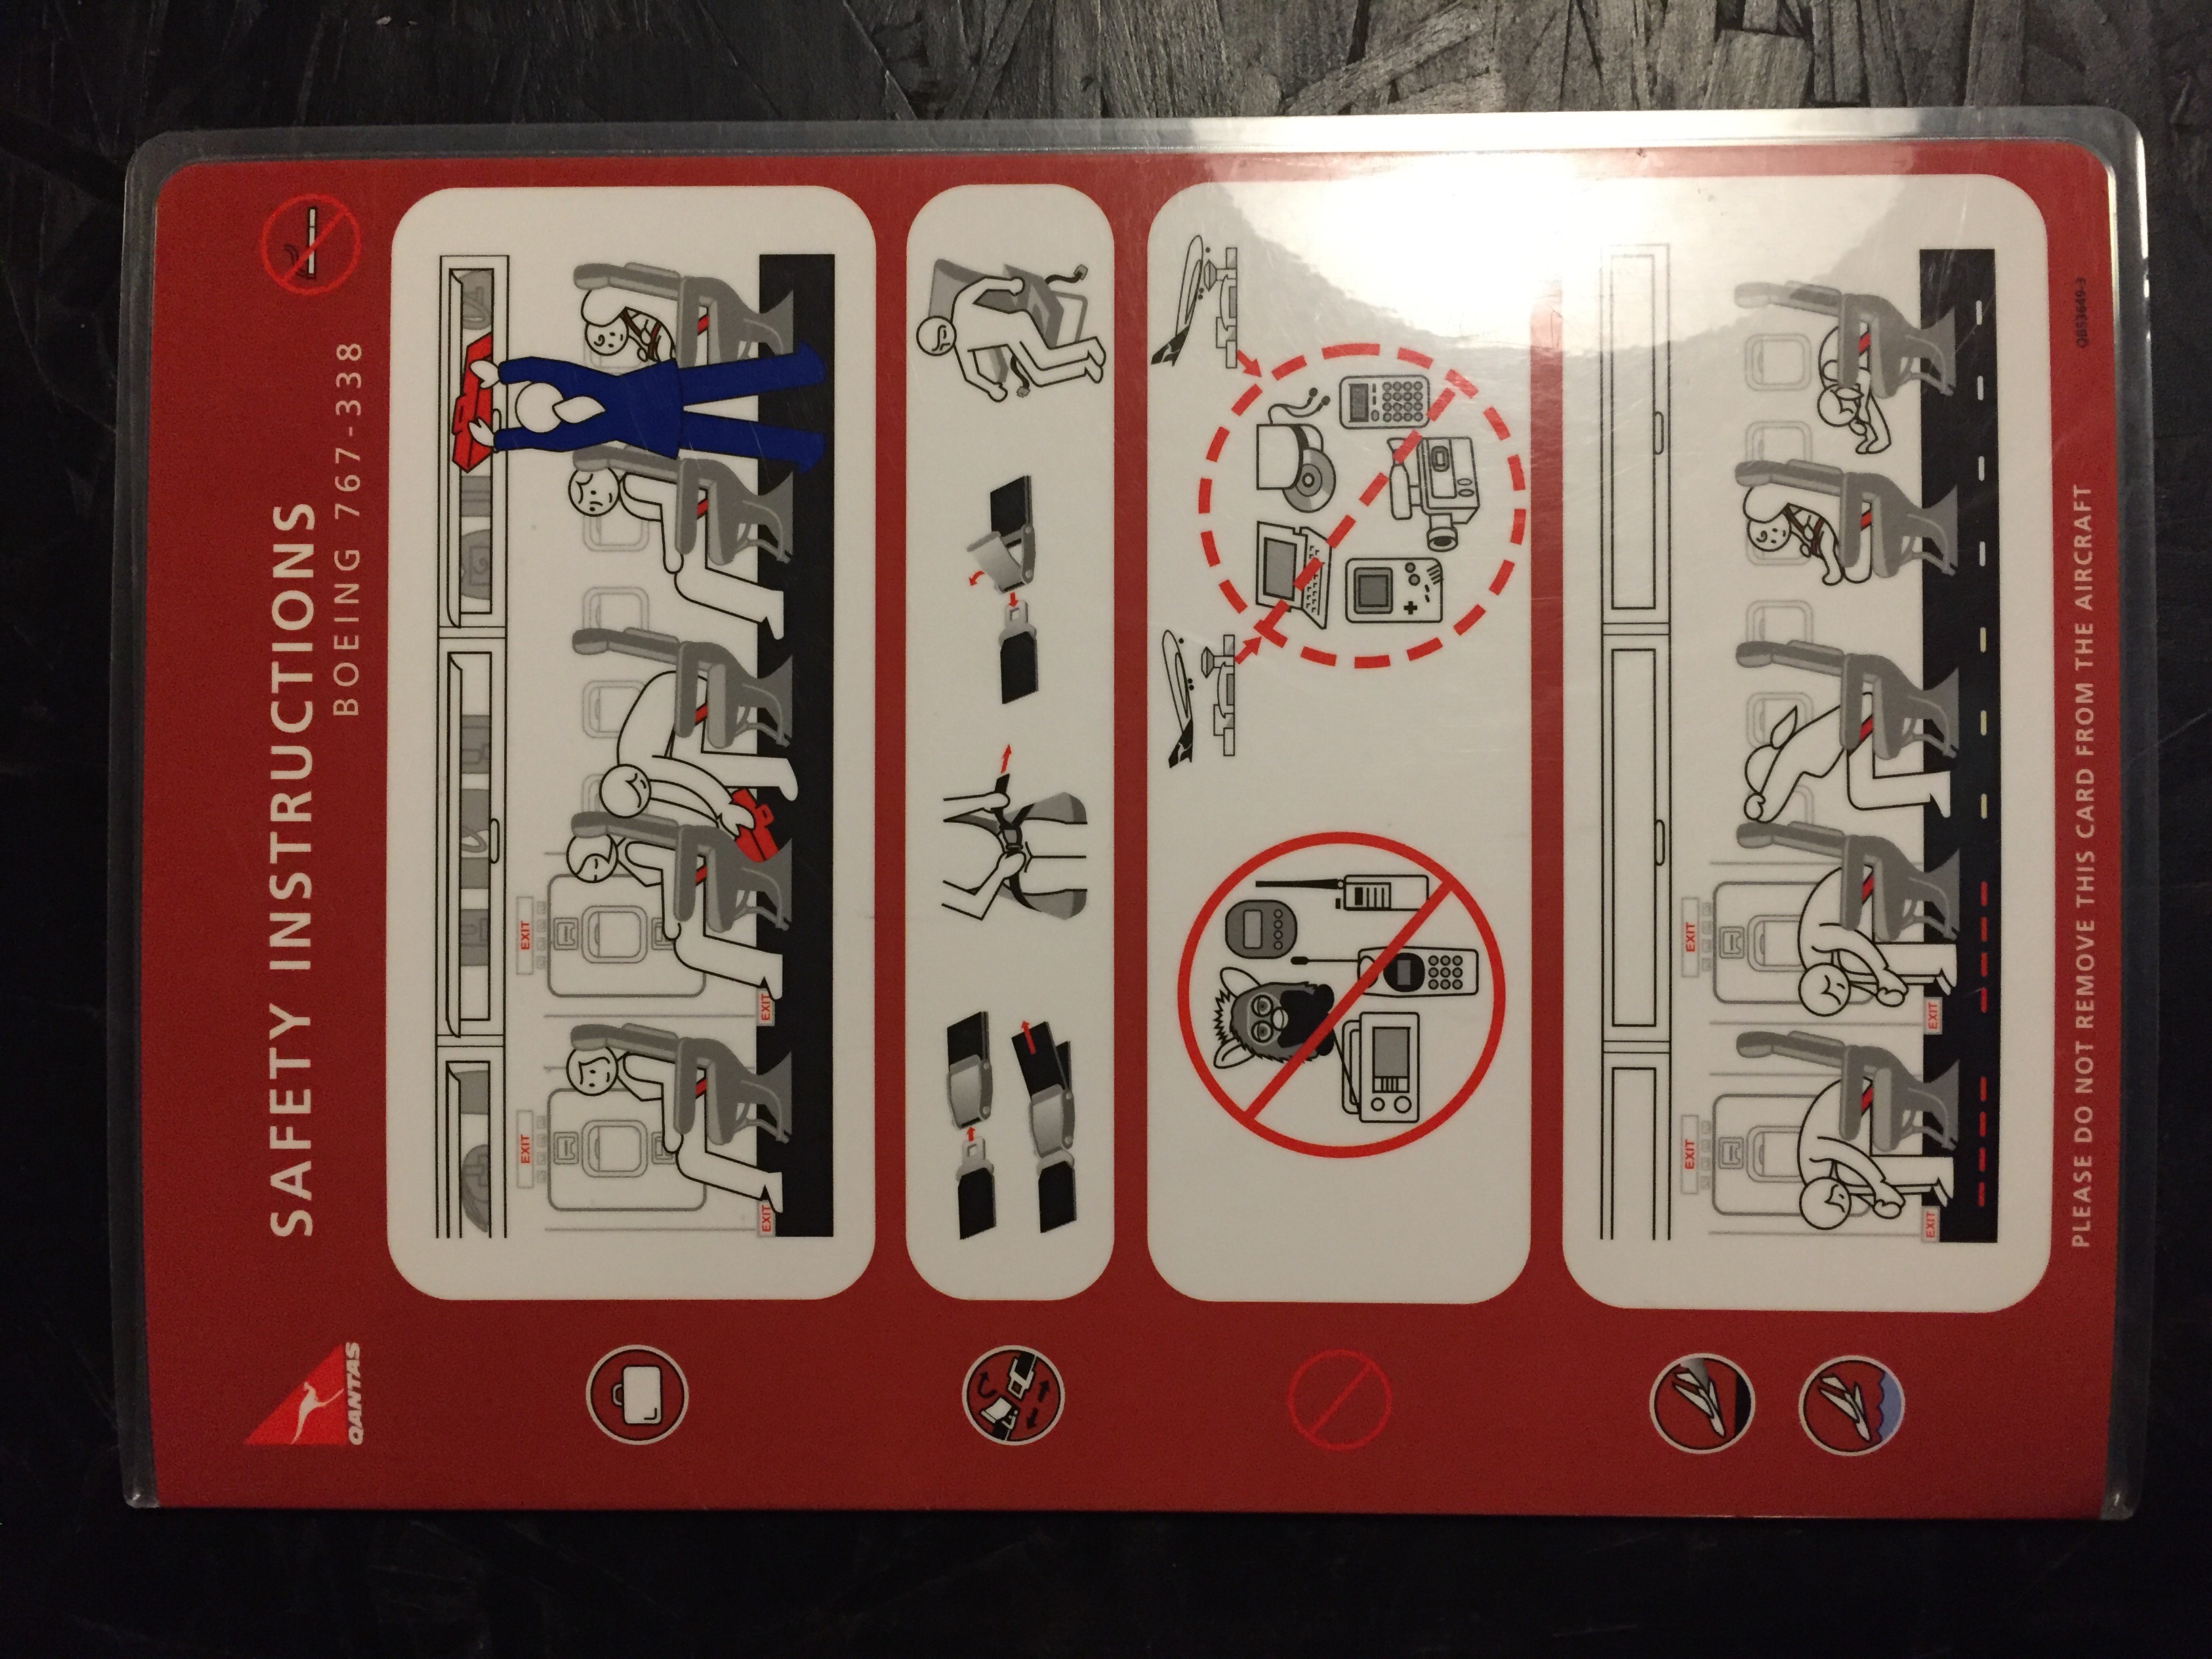 SAFETY INSTRUCTIONS
BOEING 767-338
QANTAS
EXIT
EXIT
EXIT
EXIT
EXIT
EXIT
EXIT
EXIT
PLEASE DO NOT REMOVE THIS CARD FROM THE AIRCRAFT
QB53649-3